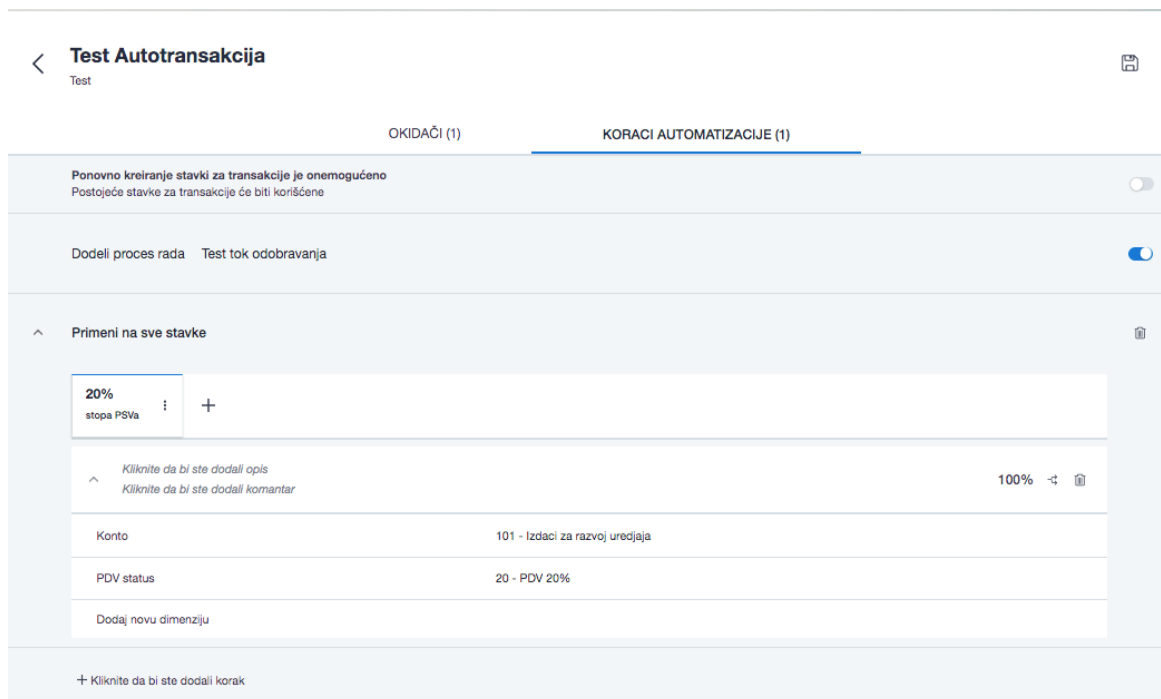 Test Autotransakcija
Test
OKIDAČI (1)
KORACI AUTOMATIZACIJE (1)
Ponovno kreiranje stavki za transakcije je onemogućeno
Postojeće stavke za transakcije će biti korišćene
Dodeli proces rada Test tok odobravanja
Primeni na sve stavke
20%
stopa PSVa
Kliknite da bi ste dodali opis
Kliknite da bi ste dodali komantar
100%
Konto 101 - Izdaci za razvoj uredjaja
PDV status 20 - PDV 20%
Dodaj novu dimenziju
+ Kliknite da bi ste dodali korak